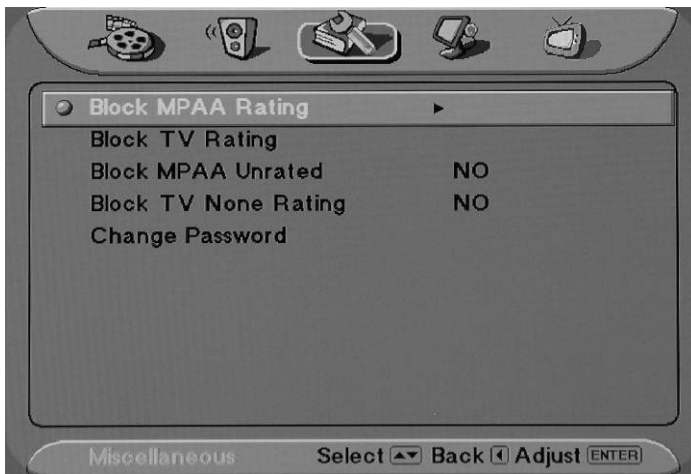 Block MPAA Rating
Block TV Rating
Block MPAA Unrated NO
Block TV None Rating NO
Change Password
Miscellaneous Select Back Adjust ENTER